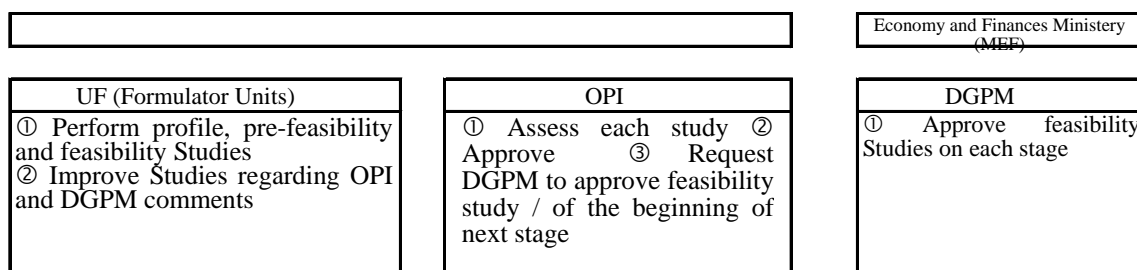 Economy and Finances Ministery
(MEF)
UF (Formulator Units)
① Perform profile, pre-feasibility
and feasibility Studies
② Improve Studies regarding OPI
and DGPM comments
OPI
① Assess each study ②
Approve ③ Request
DGPM to approve feasibility
study / of the beginning of
next stage
DGPM
① Approve feasibility
Studies on each stage